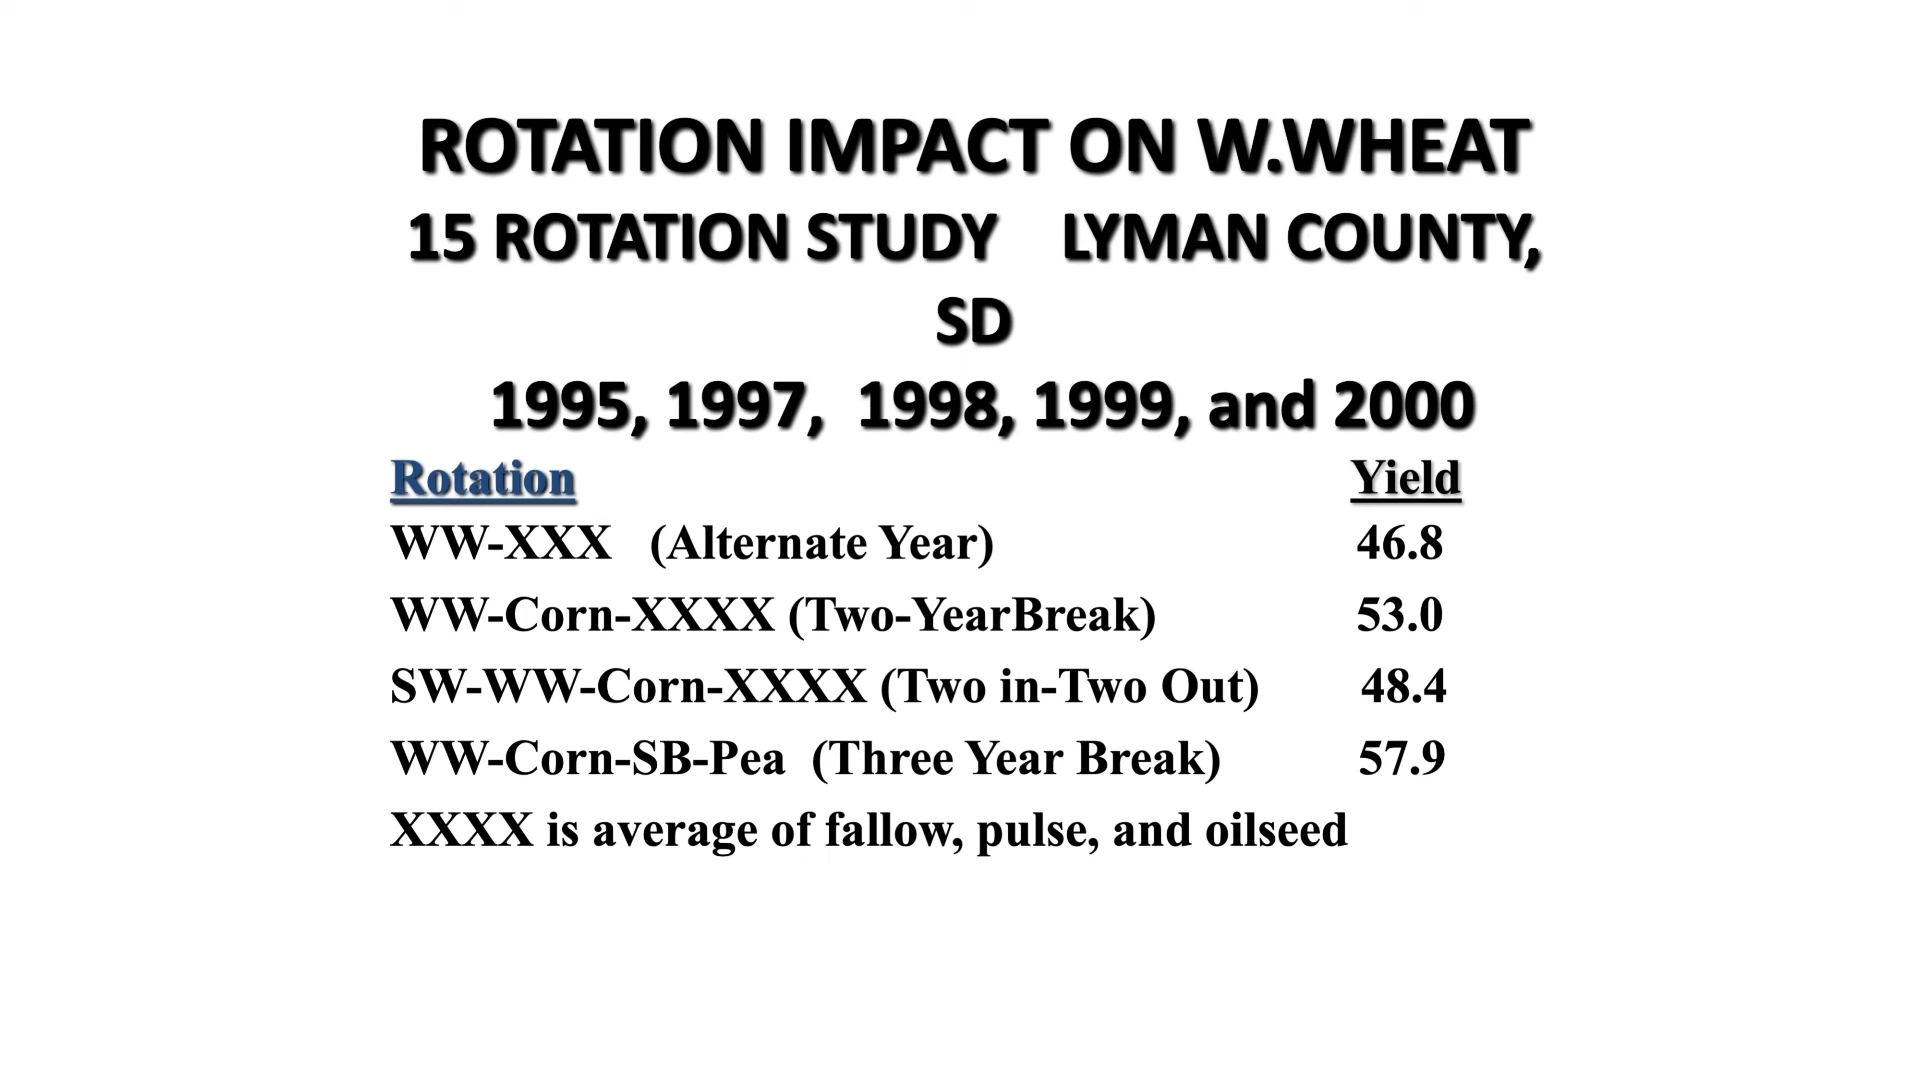 ROTATION IMPACT ON W.WHEAT
15 ROTATION STUDY LYMAN COUNTY,
SD
1995, 1997, 1998, 1999, and 2000
Rotation Yield
WW-XXX (Alternate Year) 46.8
WW-Corn-XXXX (Two-YearBreak) 53.0
SW-WW-Corn-XXXX (Two in-Two Out) 48.4
WW-Corn-SB-Pea (Three Year Break) 57.9
XXXX is average of fallow, pulse, and oilseed